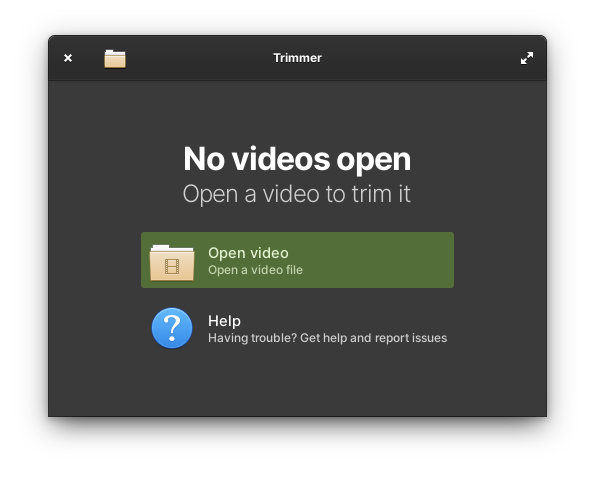 Trimmer
No videos open
Open a video to trim it
Open video
Open a video file
Help
Having trouble? Get help and report issues